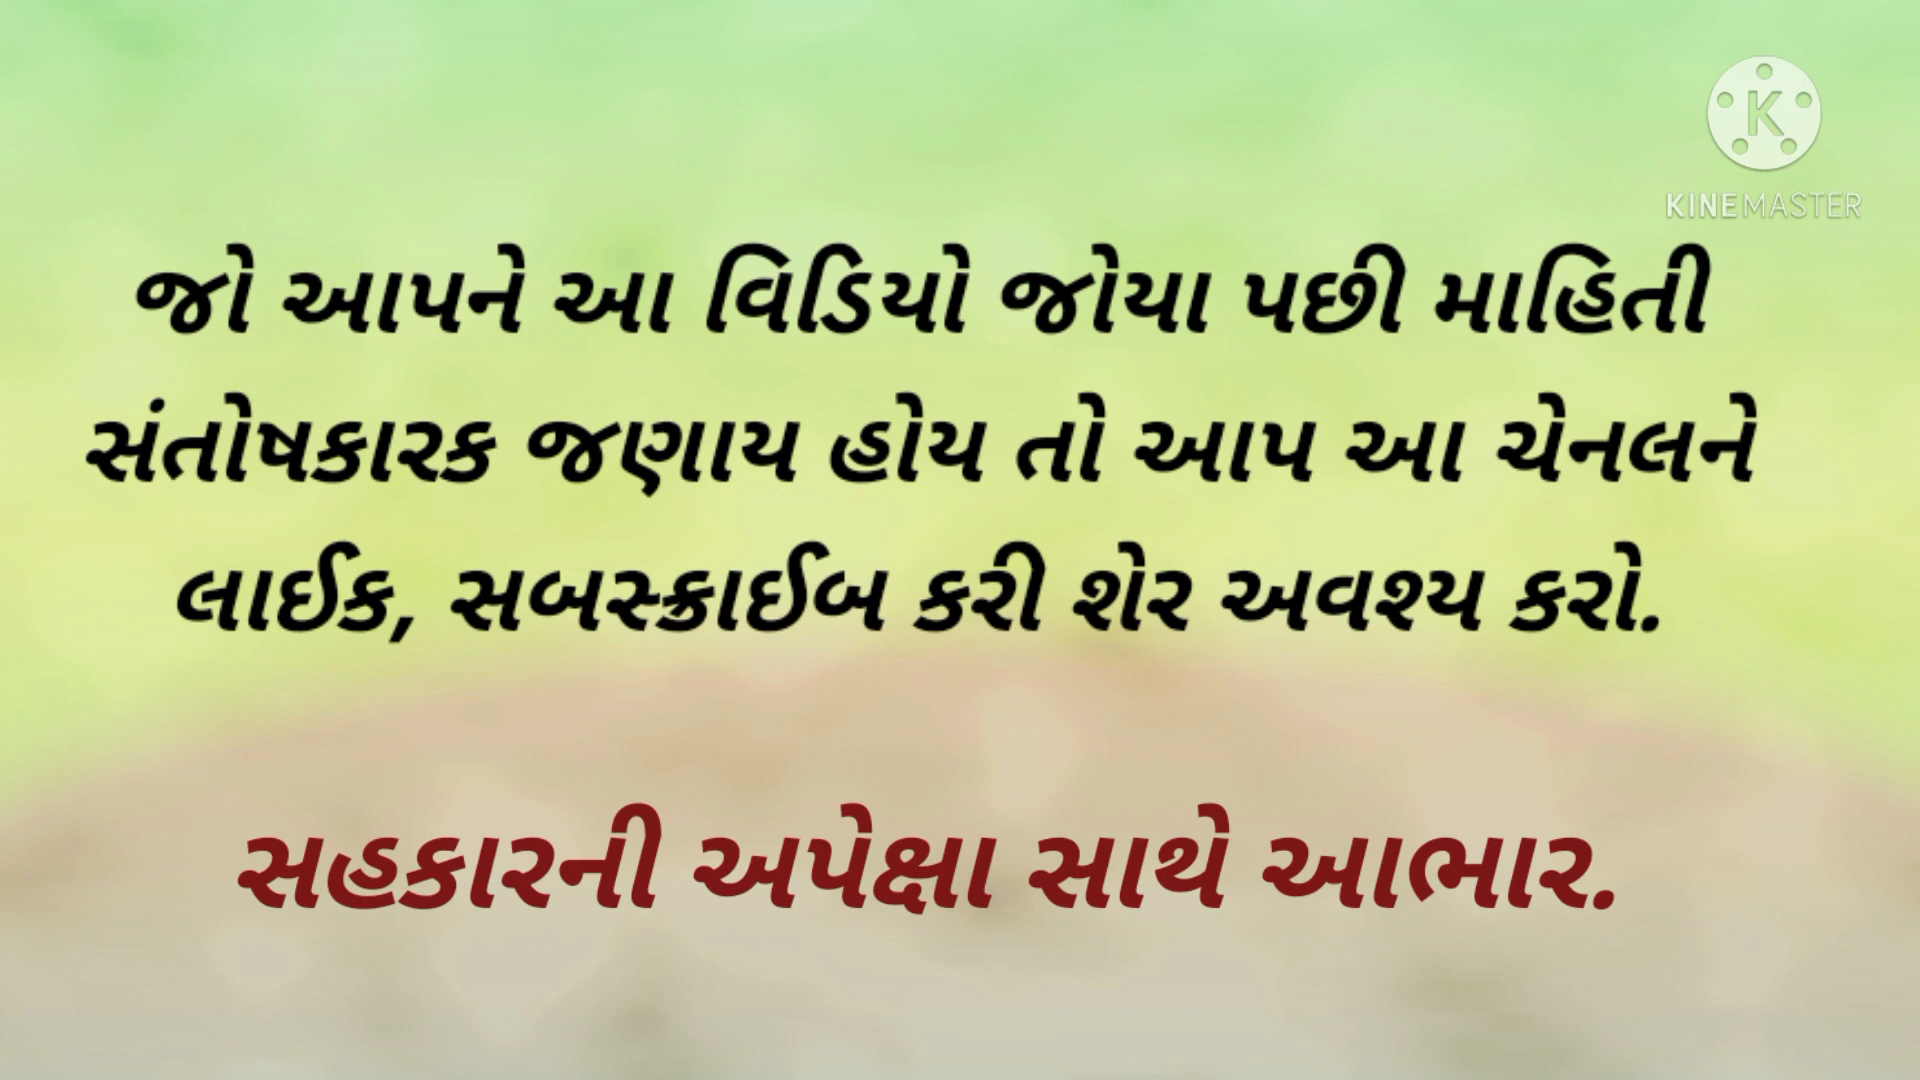 KINEMASTER
જો આપને આ વિડિયો જોયા પછી માહિતી
સંતોષકારક જણાય હોય તો આપ આ ચેનલને
લાઈક, સબસ્ક્રાઈબ કરી શેર અવશ્ય કરો.
સહકારની અપેક્ષા સાથે આભાર.